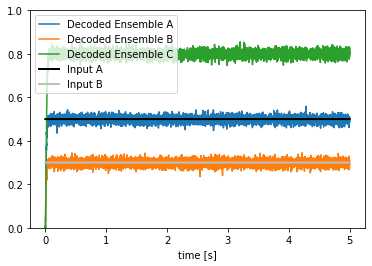 1.0
0.8
0.6
0.4
0.2
0.0
Decoded Ensemble A
Decoded Ensemble B
Decoded Ensemble C
Input A
Input B
0 1 2 3 4 5
time [s]